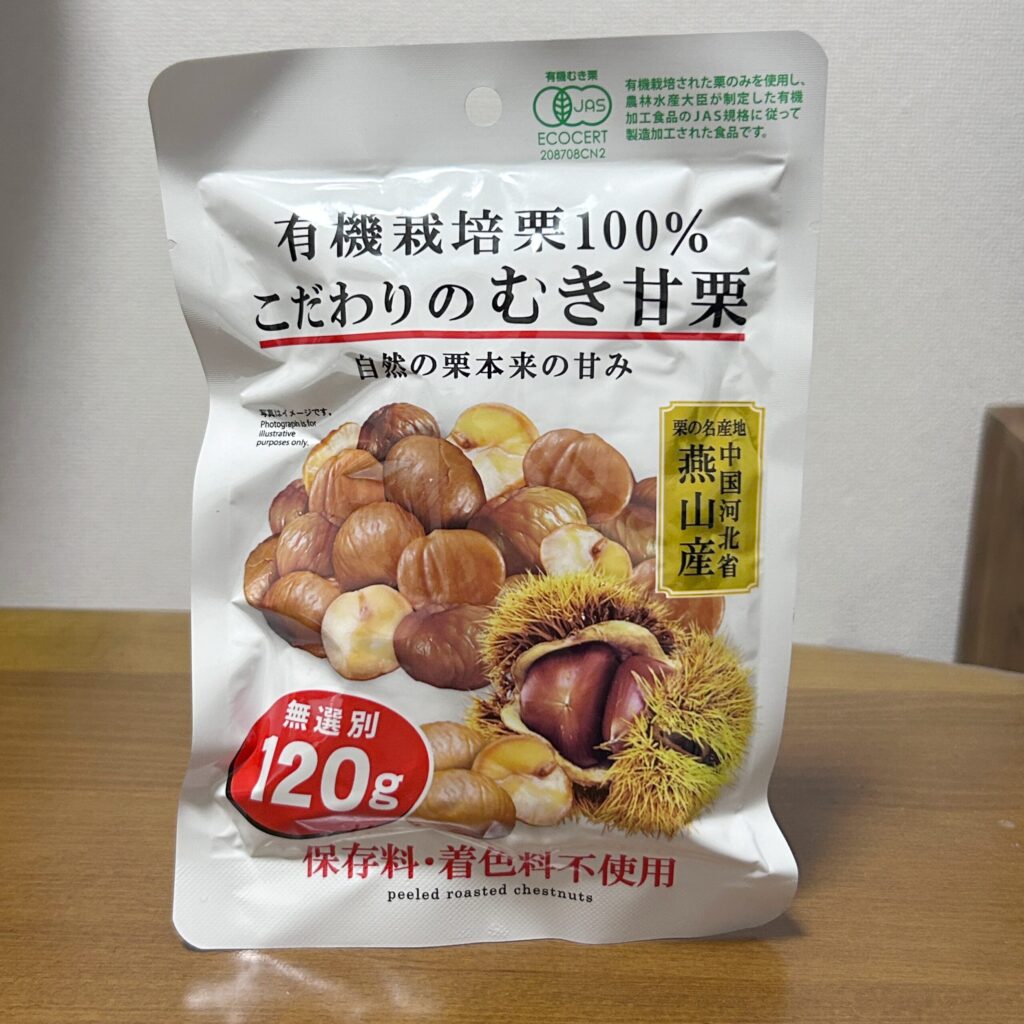 有機むき栗
JAS
ECOCERT
208708CN2
有機栽培された栗のみを使用し、
農林水産大臣が制定した有機
加工食品のJAS規格に従って
製造加工された食品です。
有機栽培栗100%
こだわりのむき甘栗
自然の栗本来の甘み
写真はイメージです。
Photograph is for
illustrative
purposes only.
栗の名産地
中国河北省
燕山産
無選別
120g
保存料・着色料不使用
peeled roasted chestnuts